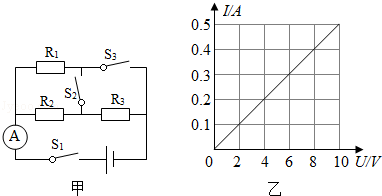 R₁
S₃
S₂
R₂
R₃
A
S₁
甲
I/A
0.5
0.4
0.3
0.2
0.1
0 2 4 6 8 10 U/V
乙